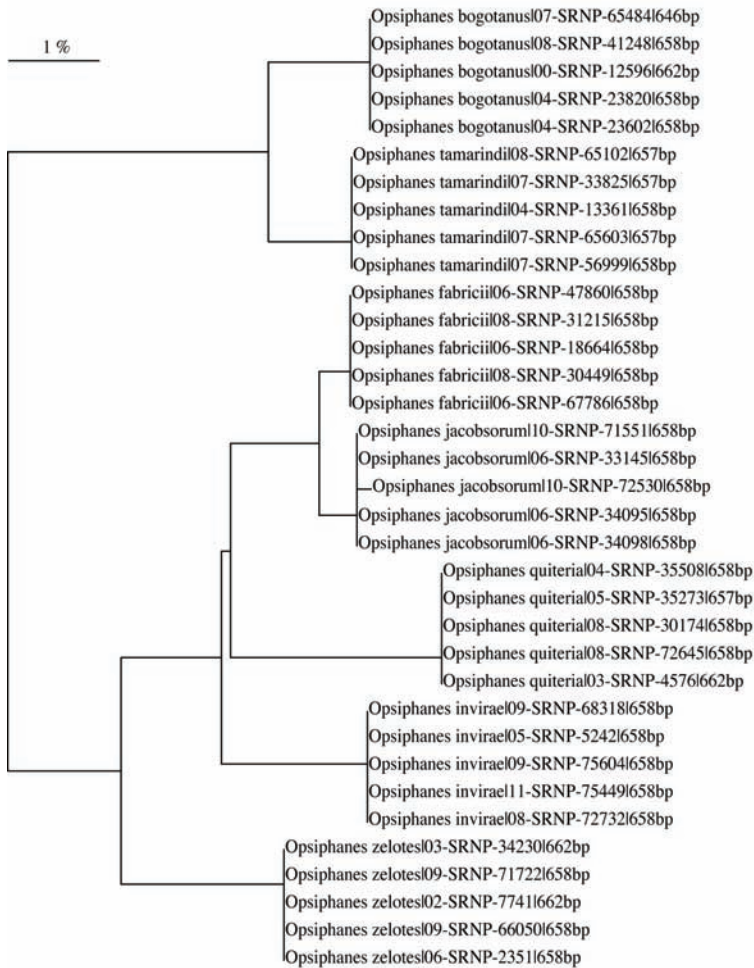 Opsiphanes bogotanus|07-SRNP-65484|646bp
1 %
Opsiphanes bogotanus|08-SRNP-41248|658bp
Opsiphanes bogotanus|00-SRNP-12596|662bp
Opsiphanes bogotanus|04-SRNP-23820|658bp
Opsiphanes bogotanus|04-SRNP-23602|658bp
Opsiphanes tamarindi|08-SRNP-65102|657bp
Opsiphanes tamarindi|07-SRNP-33825|657bp
Opsiphanes tamarindi|04-SRNP-13361|658bp
Opsiphanes tamarindi|07-SRNP-65603|657bp
Opsiphanes tamarindi|07-SRNP-56999|658bp
Opsiphanes fabricii|06-SRNP-47860|658bp
Opsiphanes fabricii|08-SRNP-31215|658bp
Opsiphanes fabricii|06-SRNP-18664|658bp
Opsiphanes fabricii|08-SRNP-30449|658bp
Opsiphanes fabricii|06-SRNP-67786|658bp
Opsiphanes jacobsorum|10-SRNP-71551|658bp
Opsiphanes jacobsorum|06-SRNP-33145|658bp
Opsiphanes jacobsorum|10-SRNP-72530|658bp
Opsiphanes jacobsorum|06-SRNP-34095|658bp
Opsiphanes jacobsorum|06-SRNP-34098|658bp
Opsiphanes quiteria|04-SRNP-35508|658bp
Opsiphanes quiteria|05-SRNP-35273|657bp
Opsiphanes quiteria|08-SRNP-30174|658bp
Opsiphanes quiteria|08-SRNP-72645|658bp
Opsiphanes quiteria|03-SRNP-4576|662bp
Opsiphanes invirae|09-SRNP-68318|658bp
Opsiphanes invirae|05-SRNP-5242|658bp
Opsiphanes invirae|09-SRNP-75604|658bp
Opsiphanes invirae|11-SRNP-75449|658bp
Opsiphanes invirae|08-SRNP-72732|658bp
Opsiphanes zelotes|03-SRNP-34230|662bp
Opsiphanes zelotes|09-SRNP-71722|658bp
Opsiphanes zelotes|02-SRNP-7741|662bp
Opsiphanes zelotes|09-SRNP-66050|658bp
Opsiphanes zelotes|06-SRNP-2351|658bp